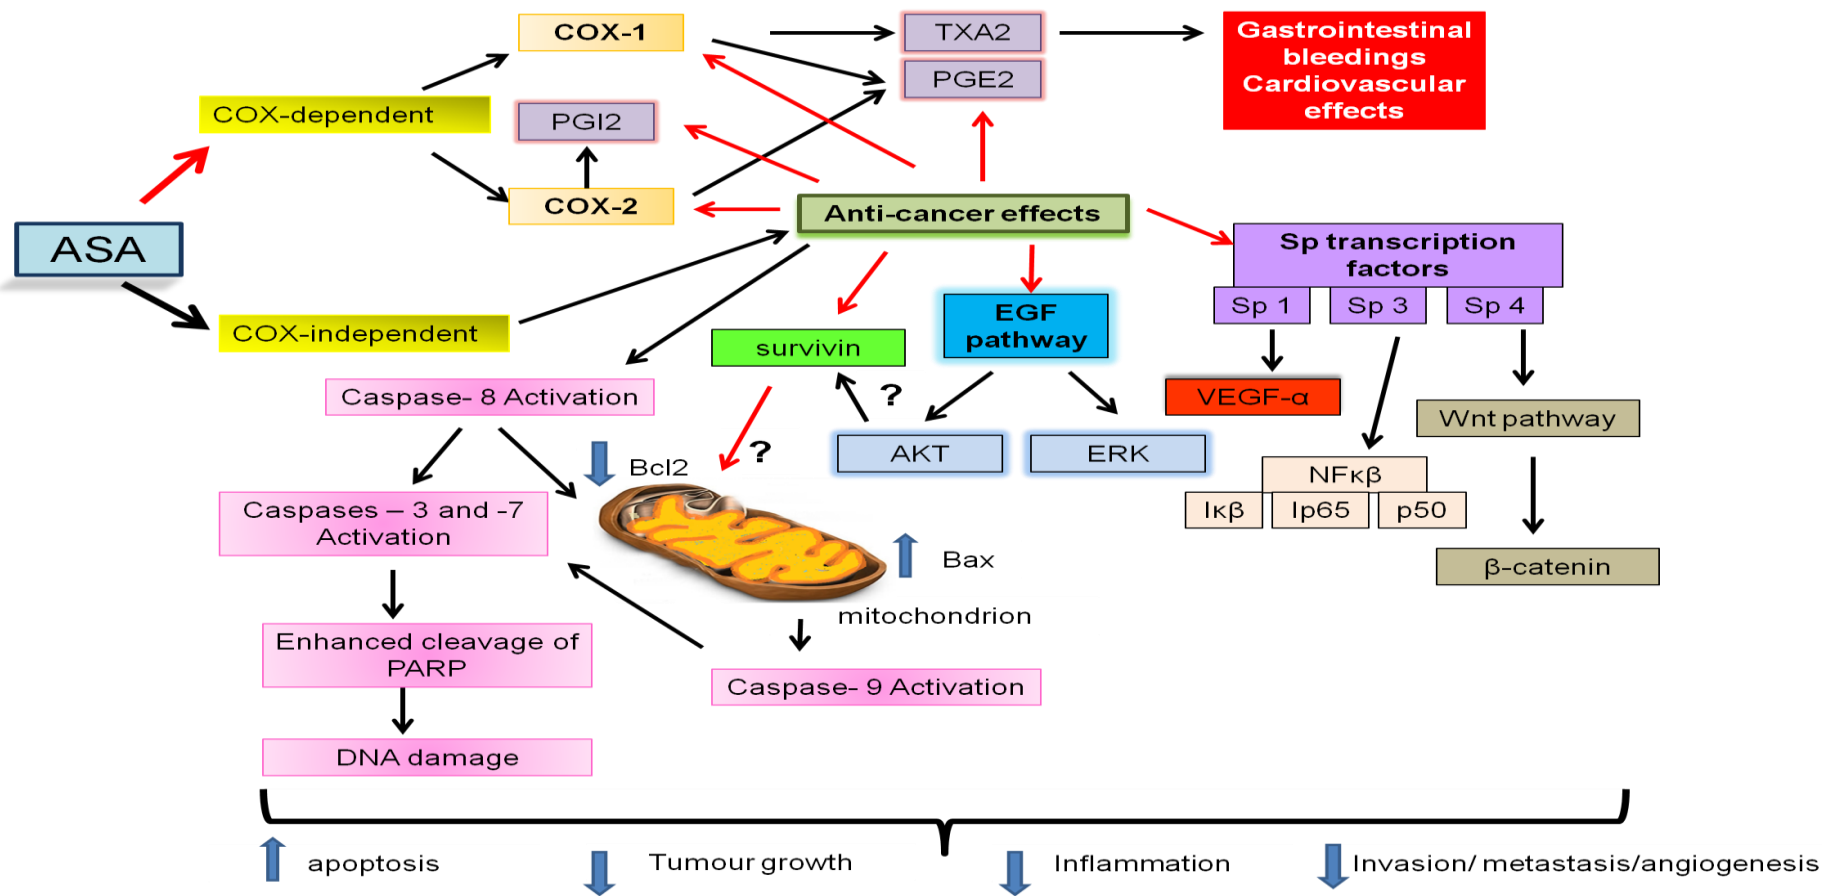 COX-1
TXA2
PGE2
Gastrointestinal
bleedings
Cardiovascular
effects
COX-dependent
PGI2
COX-2
Anti-cancer effects
ASA
Sp transcription
factors
Sp 1
Sp 3
Sp 4
COX-independent
EGF
pathway
survivin
Caspase- 8 Activation
?
VEGF-α
Wnt pathway
AKT
ERK
?
Bcl2
NFκβ
Iκβ
Ip65
p50
Caspases – 3 and -7
Activation
Bax
β-catenin
mitochondrion
Enhanced cleavage of
PARP
Caspase- 9 Activation
DNA damage
apoptosis
Tumour growth
Inflammation
Invasion/ metastasis/angiogenesis